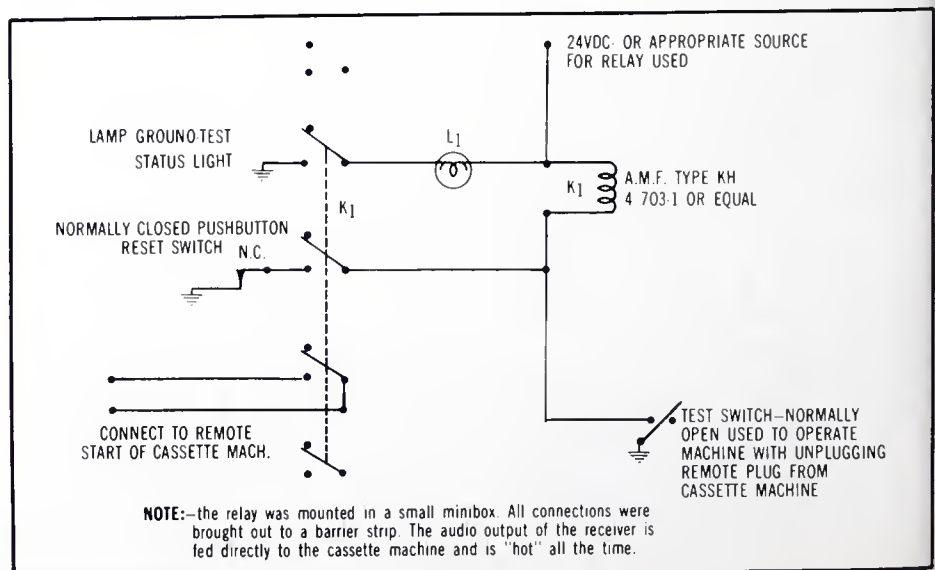 24VDC· OR APPROPRIATE SOURCE
FOR RELAY USED
LAMP GROUND·TEST
STATUS LIGHT
L1
K1
A.M.F. TYPE KH
4 703-1 OR EQUAL
K1
NORMALLY CLOSED PUSHBUTTON
RESET SWITCH
N.C.
CONNECT TO REMOTE
START OF CASSETTE MACH.
TEST SWITCH—NORMALLY
OPEN USED TO OPERATE
MACHINE WITH UNPLUGGING
REMOTE PLUG FROM
CASSETTE MACHINE
NOTE:—the relay was mounted in a small minibox. All connections were
brought out to a barrier strip. The audio output of the receiver is
fed directly to the cassette machine and is "hot" all the time.